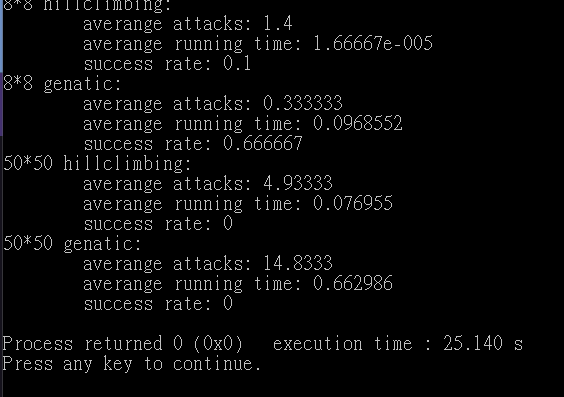 8*8 hillclimbing:
averange attacks: 1.4
averange running time: 1.66667e-005
success rate: 0.1
8*8 genatic:
averange attacks: 0.333333
averange running time: 0.0968552
success rate: 0.666667
50*50 hillclimbing:
averange attacks: 4.93333
averange running time: 0.076955
success rate: 0
50*50 genatic:
averange attacks: 14.8333
averange running time: 0.662986
success rate: 0
Process returned 0 (0x0)   execution time : 25.140 s
Press any key to continue.